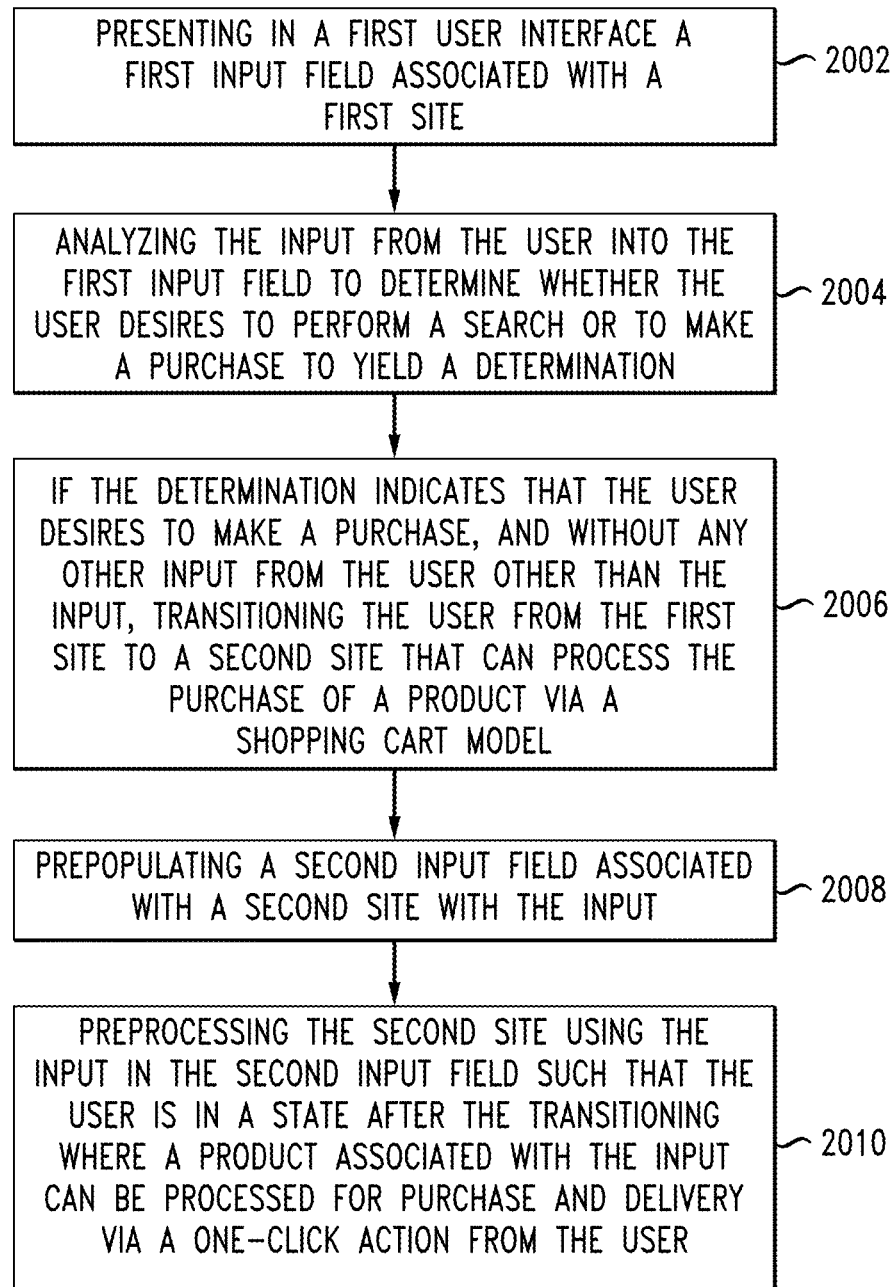 PRESENTING IN A FIRST USER INTERFACE A
FIRST INPUT FIELD ASSOCIATED WITH A
FIRST SITE
2002
ANALYZING THE INPUT FROM THE USER INTO THE
FIRST INPUT FIELD TO DETERMINE WHETHER THE
USER DESIRES TO PERFORM A SEARCH OR TO MAKE
A PURCHASE TO YIELD A DETERMINATION
2004
IF THE DETERMINATION INDICATES THAT THE USER
DESIRES TO MAKE A PURCHASE, AND WITHOUT ANY
OTHER INPUT FROM THE USER OTHER THAN THE
INPUT, TRANSITIONING THE USER FROM THE FIRST
SITE TO A SECOND SITE THAT CAN PROCESS THE
PURCHASE OF A PRODUCT VIA A
SHOPPING CART MODEL
2006
PREPOPULATING A SECOND INPUT FIELD ASSOCIATED
WITH A SECOND SITE WITH THE INPUT
2008
PREPROCESSING THE SECOND SITE USING THE
INPUT IN THE SECOND INPUT FIELD SUCH THAT THE
USER IS IN A STATE AFTER THE TRANSITIONING
WHERE A PRODUCT ASSOCIATED WITH THE INPUT
CAN BE PROCESSED FOR PURCHASE AND DELIVERY
VIA A ONE-CLICK ACTION FROM THE USER
2010